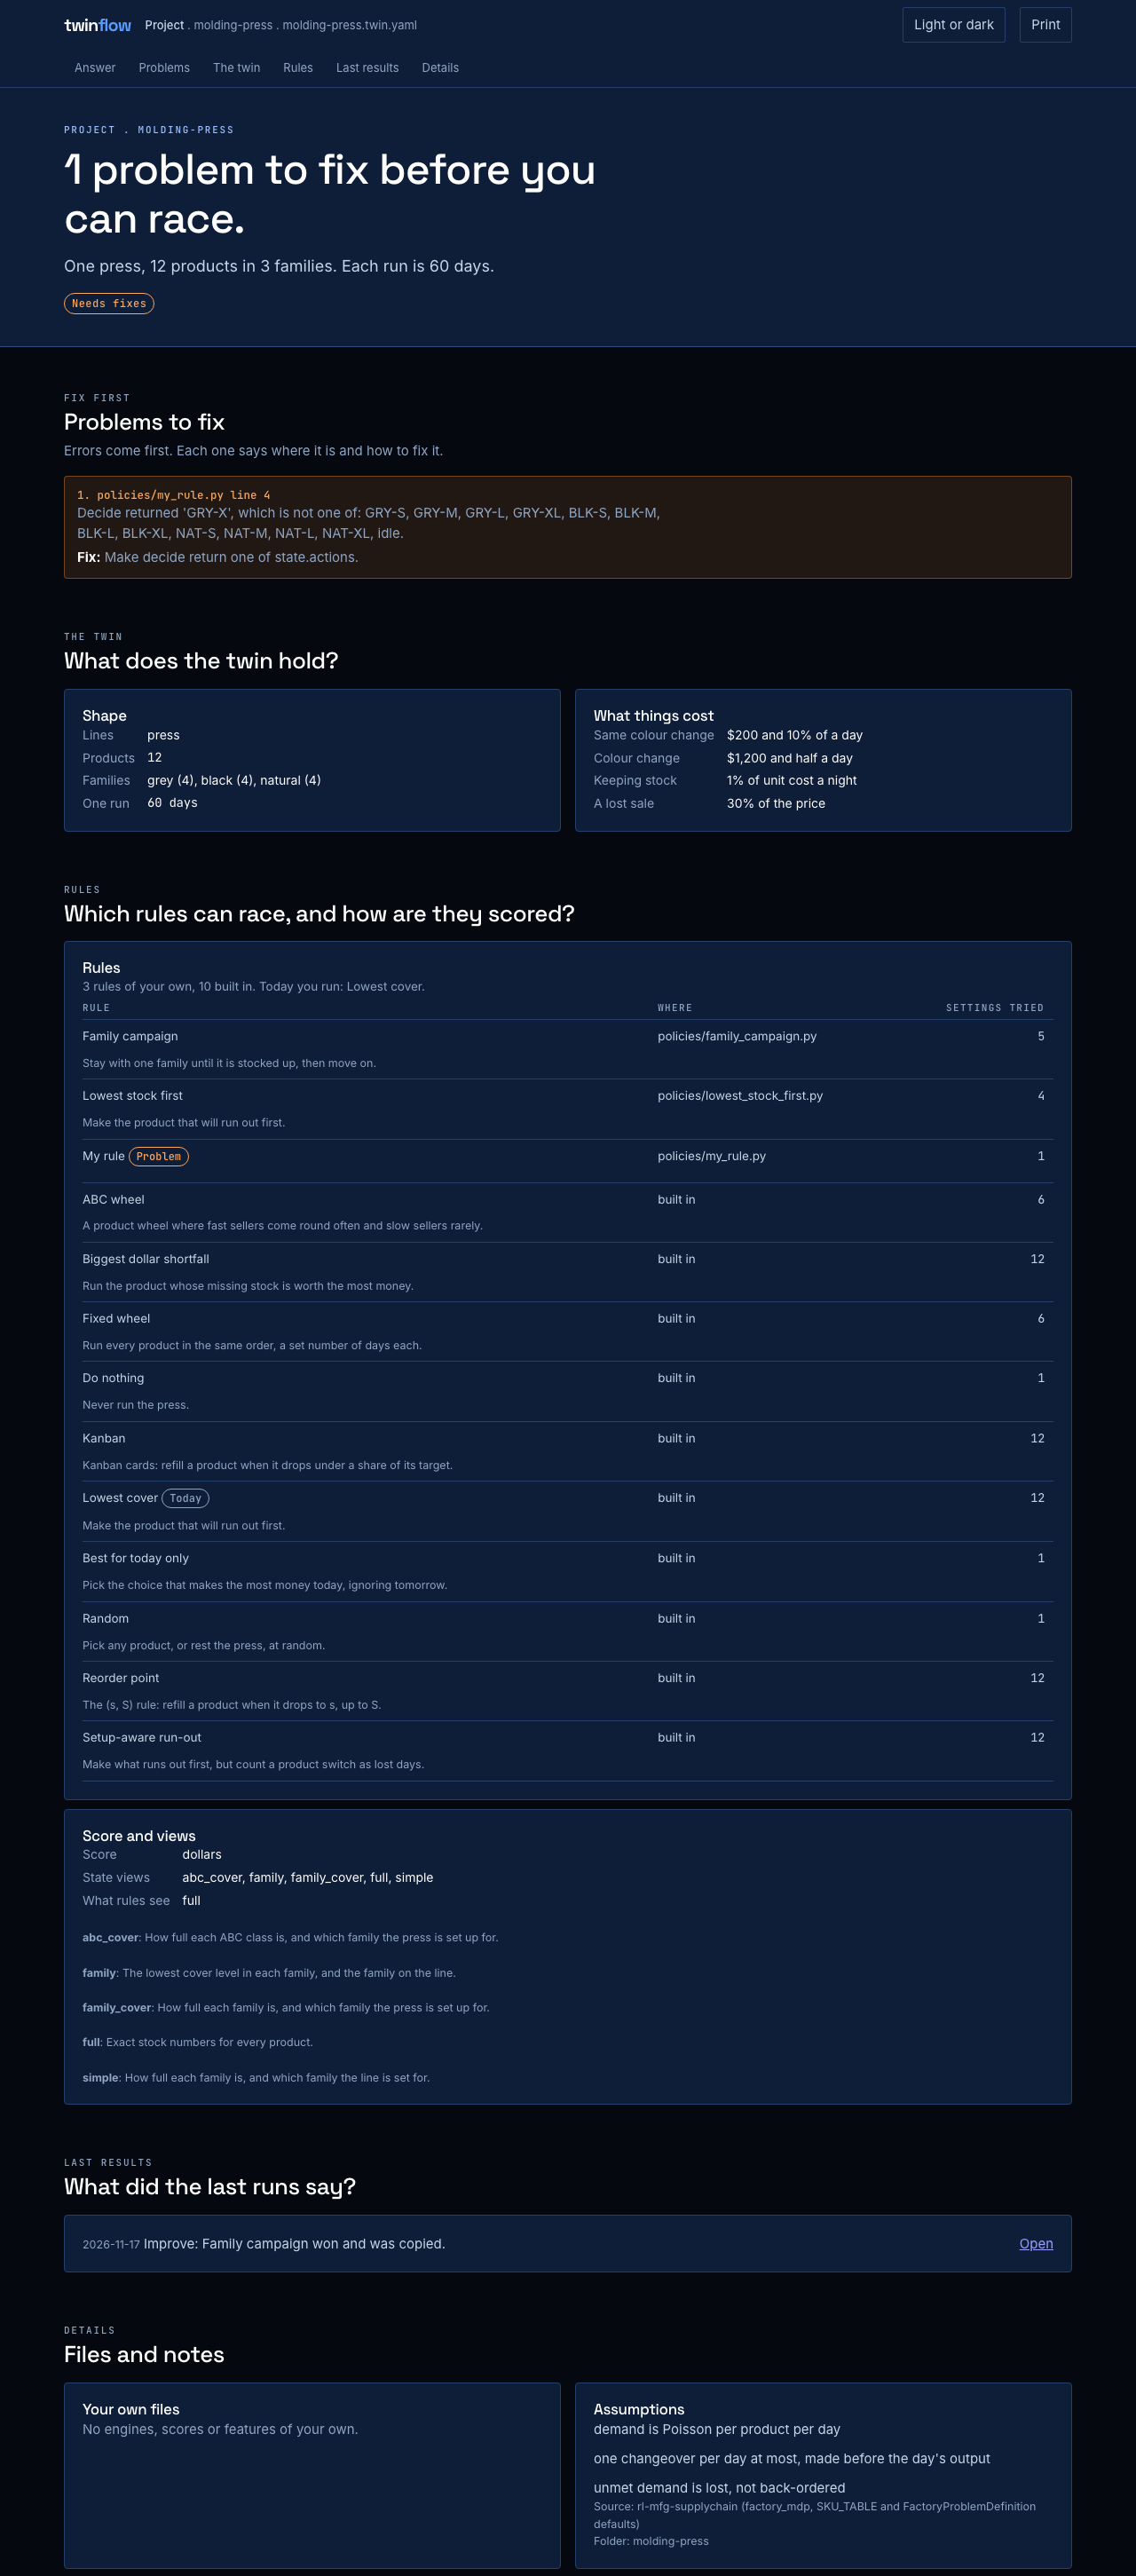 twinflow Project . molding-press . molding-press.twin.yaml Light or dark Print
Answer Problems The twin Rules Last results Details
PROJECT . MOLDING-PRESS
1 problem to fix before you
can race.
One press, 12 products in 3 families. Each run is 60 days.
Needs fixes
FIX FIRST
Problems to fix
Errors come first. Each one says where it is and how to fix it.
1. policies/my_rule.py line 4
Decide returned 'GRY-X', which is not one of: GRY-S, GRY-M, GRY-L, GRY-XL, BLK-S, BLK-M,
BLK-L, BLK-XL, NAT-S, NAT-M, NAT-L, NAT-XL, idle.
Fix: Make decide return one of state.actions.
THE TWIN
What does the twin hold?
Shape
Lines press
Products 12
Families grey (4), black (4), natural (4)
One run 60 days
What things cost
Same colour change $200 and 10% of a day
Colour change $1,200 and half a day
Keeping stock 1% of unit cost a night
A lost sale 30% of the price
RULES
Which rules can race, and how are they scored?
Rules
3 rules of your own, 10 built in. Today you run: Lowest cover.
RULE WHERE SETTINGS TRIED
Family campaign policies/family_campaign.py 5
Stay with one family until it is stocked up, then move on.
Lowest stock first policies/lowest_stock_first.py 4
Make the product that will run out first.
My rule Problem policies/my_rule.py 1
ABC wheel built in 6
A product wheel where fast sellers come round often and slow sellers rarely.
Biggest dollar shortfall built in 12
Run the product whose missing stock is worth the most money.
Fixed wheel built in 6
Run every product in the same order, a set number of days each.
Do nothing built in 1
Never run the press.
Kanban built in 12
Kanban cards: refill a product when it drops under a share of its target.
Lowest cover Today built in 12
Make the product that will run out first.
Best for today only built in 1
Pick the choice that makes the most money today, ignoring tomorrow.
Random built in 1
Pick any product, or rest the press, at random.
Reorder point built in 12
The (s, S) rule: refill a product when it drops to s, up to S.
Setup-aware run-out built in 12
Make what runs out first, but count a product switch as lost days.
Score and views
Score dollars
State views abc_cover, family, family_cover, full, simple
What rules see full
abc_cover: How full each ABC class is, and which family the press is set up for.
family: The lowest cover level in each family, and the family on the line.
family_cover: How full each family is, and which family the press is set up for.
full: Exact stock numbers for every product.
simple: How full each family is, and which family the line is set for.
LAST RESULTS
What did the last runs say?
2026-11-17 Improve: Family campaign won and was copied. Open
DETAILS
Files and notes
Your own files
No engines, scores or features of your own.
Assumptions
demand is Poisson per product per day
one changeover per day at most, made before the day's output
unmet demand is lost, not back-ordered
Source: rl-mfg-supplychain (factory_mdp, SKU_TABLE and FactoryProblemDefinition
defaults)
Folder: molding-press